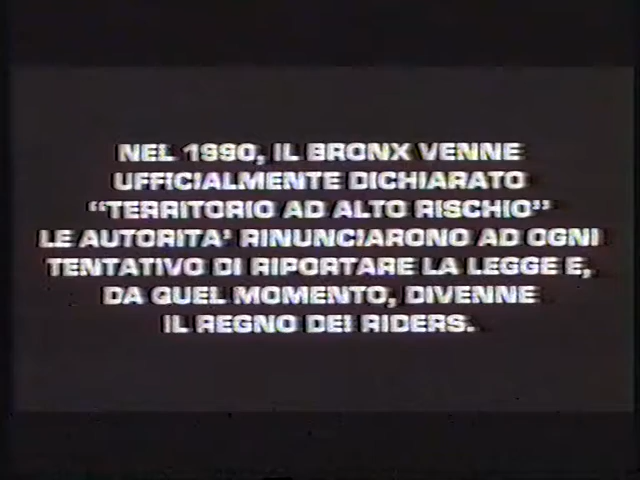 NEL 1990, IL BRONX VENNE
UFFICIALMENTE DICHIARATO
“TERRITORIO AD ALTO RISCHIO”
LE AUTORITA’ RINUNCIARONO AD OGNI
TENTATIVO DI RIPORTARE LA LEGGE E,
DA QUEL MOMENTO, DIVENNE
IL REGNO DEI RIDERS.